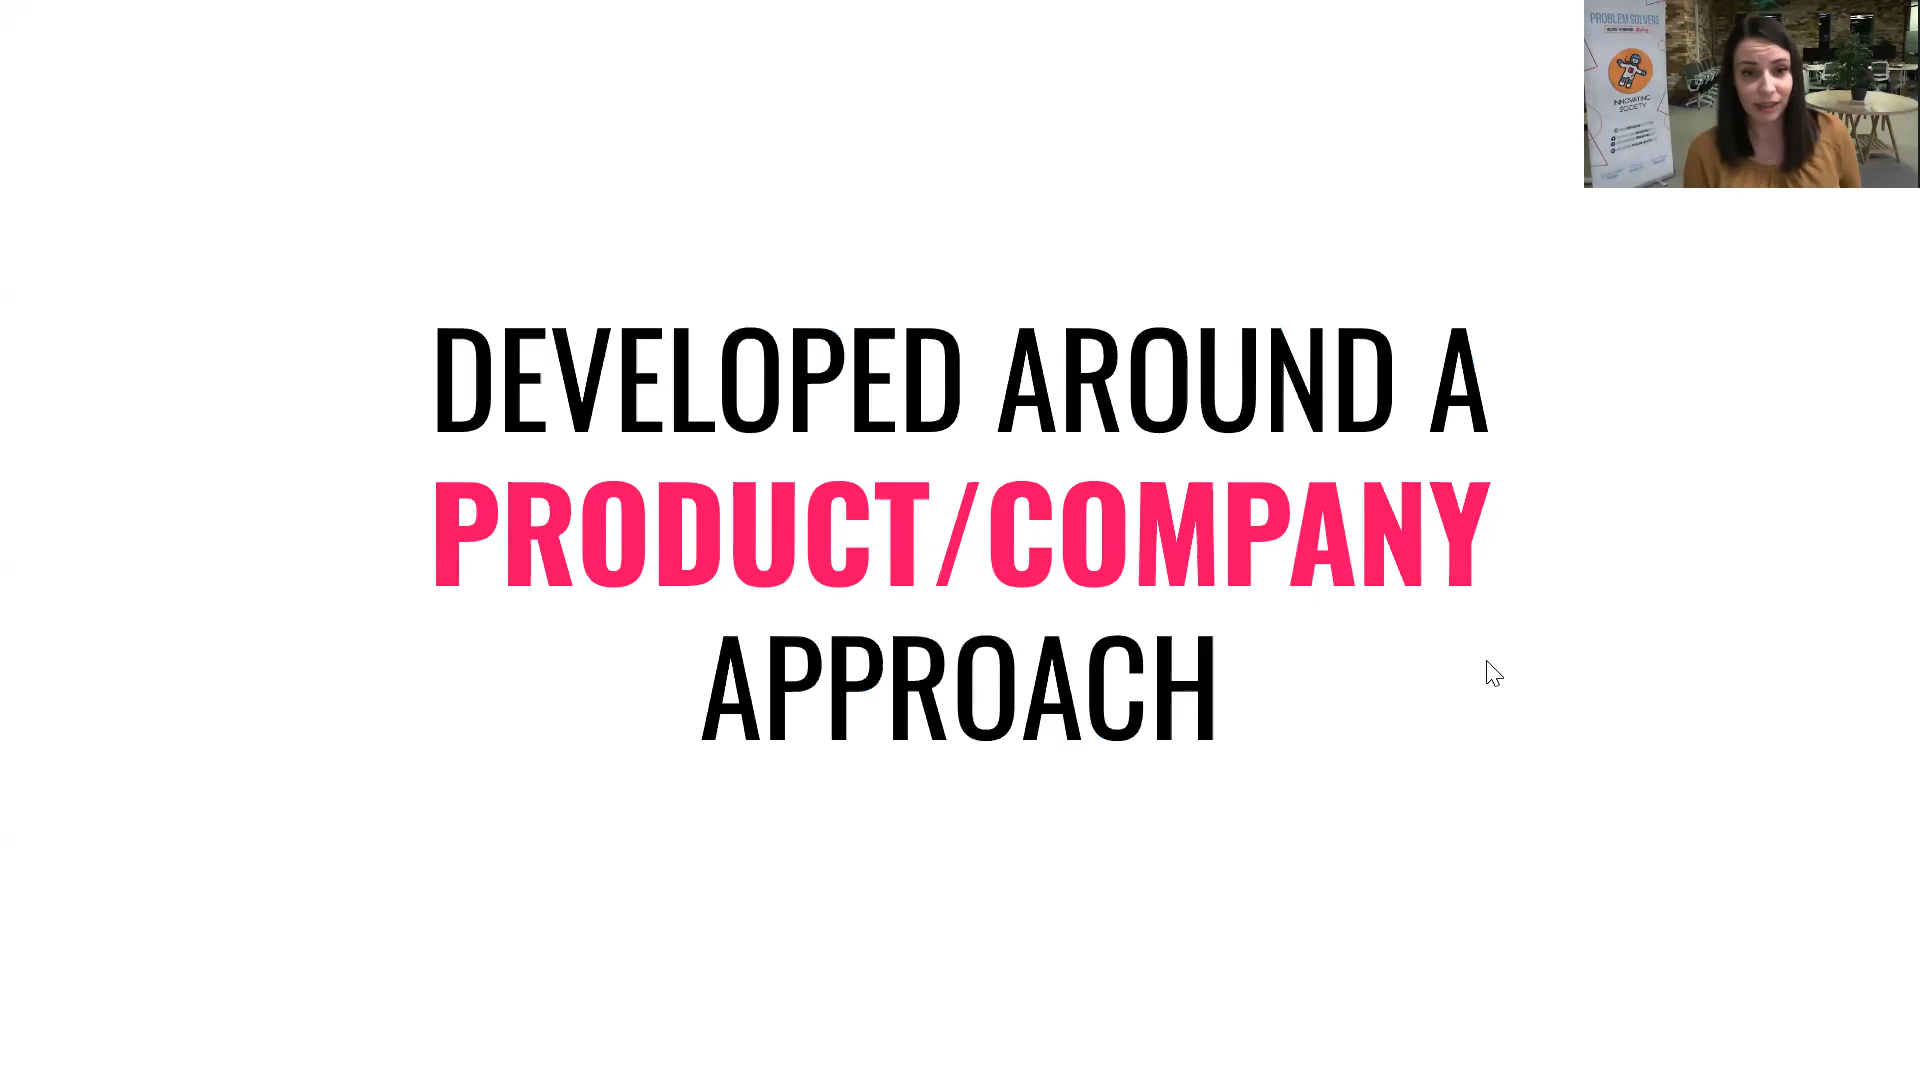 PROBLEM SOLVERS
INNOVATING
SOCIETY
DEVELOPED AROUND A
PRODUCT/COMPANY
APPROACH